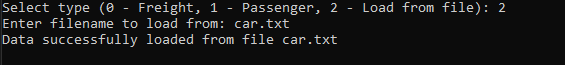 Select type (0 - Freight, 1 - Passenger, 2 - Load from file): 2
Enter filename to load from: car.txt
Data successfully loaded from file car.txt